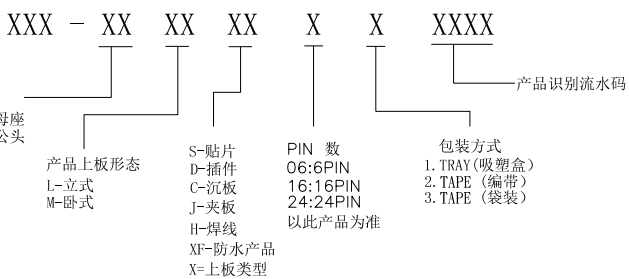 XXX - XX XX XX X X XXXX
产品识别流水码
母座
公头
产品上板形态
L-立式
M-卧式
S-贴片
D-插件
C-沉板
J-夹板
H-焊线
XF-防水产品
X=上板类型
PIN 数
06:6PIN
16:16PIN
24:24PIN
以此产品为准
包装方式
1.TRAY(吸塑盒)
2.TAPE (编带)
3.TAPE (袋装)